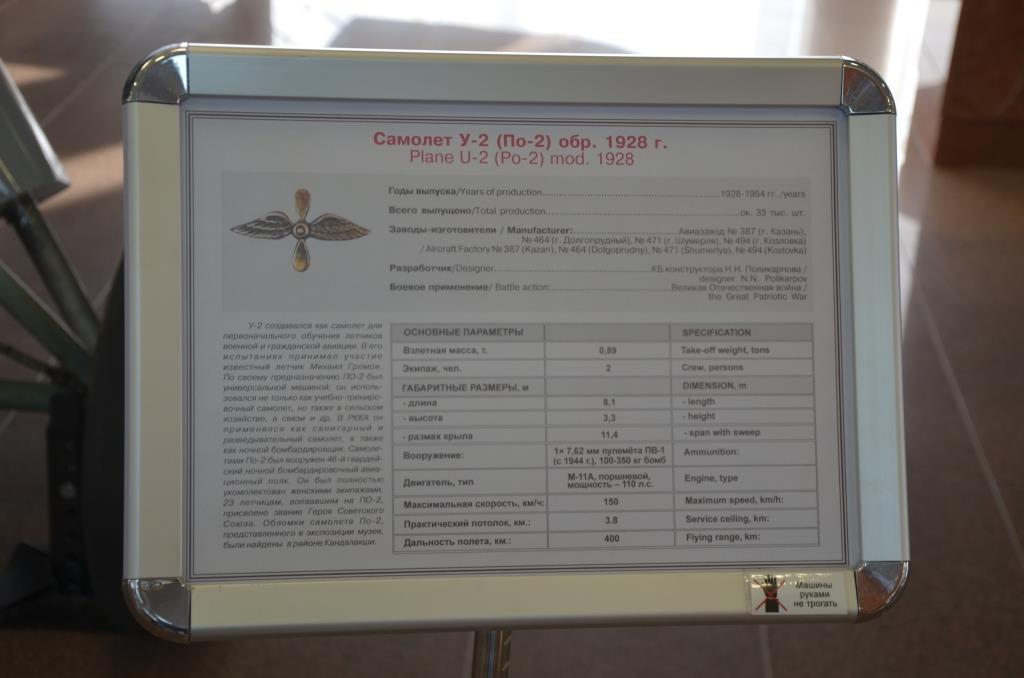 Самолет У-2 (По-2) обр. 1928 г.
Plane U-2 (Po-2) mod. 1928
Годы выпуска/Years of production...1928-1954 гг. /years
Всего выпущено/Total production...ок. 33 тыс. шт.
Заводы-изготовители / Manufacturer:...Авиазавод № 387 (г. Казань),
№ 464 (г. Долгопрудный), № 471 (г. Шумерля), № 494 (г. Козловка)
/ Aircraft Factory № 387 (Kazan), № 464 (Dolgoprudny), № 471 (Shumeriya), № 494 (Kozlovka)
Разработчик/Designer...КБ конструктора Н.Н. Поликарпова /
designer N.N. Polikarpov
Боевое применение/ Battle action:...Великая Отечественная война /
the Great Patriotic War
У-2 создавался как самолет для
первоначального обучения летчиков
военной и гражданской авиации. В его
испытаниях принимал участие
известный летчик Михаил Громов.
По своему предназначению ПО-2 был
универсальной машиной: он исполь-
зовался не только как учебно-трениро-
вочный самолет, но также в сельском
хозяйстве, в связи и др. В РККА он
применялся как санитарный и
разведывательный самолет, а также
как ночной бомбардировщик. Самоле-
тами По-2 был вооружен 46-й гвардей-
ский ночной бомбардировочный авиа-
ционный полк. Он был полностью
укомплектован женскими экипажами,
23 летчицам, воевавшим на ПО-2,
присвоено звание Героя Советского
Союза. Обломки самолета По-2,
представленного в экспозиции музея,
были найдены в районе Кандалакши.
ОСНОВНЫЕ ПАРАМЕТРЫ SPECIFICATION
Взлетная масса, т. 0,89 Take-off weight, tons
Экипаж, чел. 2 Crew, persons
ГАБАРИТНЫЕ РАЗМЕРЫ, м DIMENSION, m
- длина 8,1 - length
- высота 3,3 - height
- размах крыла 11,4 - span with sweep
Вооружение: 1× 7,62 мм пулемёта ПВ-1 Ammunition:
(с 1944 г.), 100-350 кг бомб
Двигатель, тип М-11А, поршневой, Engine, type
мощность – 110 л.с.
Максимальная скорость, км/ч: 150 Maximum speed, km/h:
Практический потолок, км.: 3.8 Service ceiling, km:
Дальность полета, км.: 400 Flying range, km:
Машины
руками
не трогать